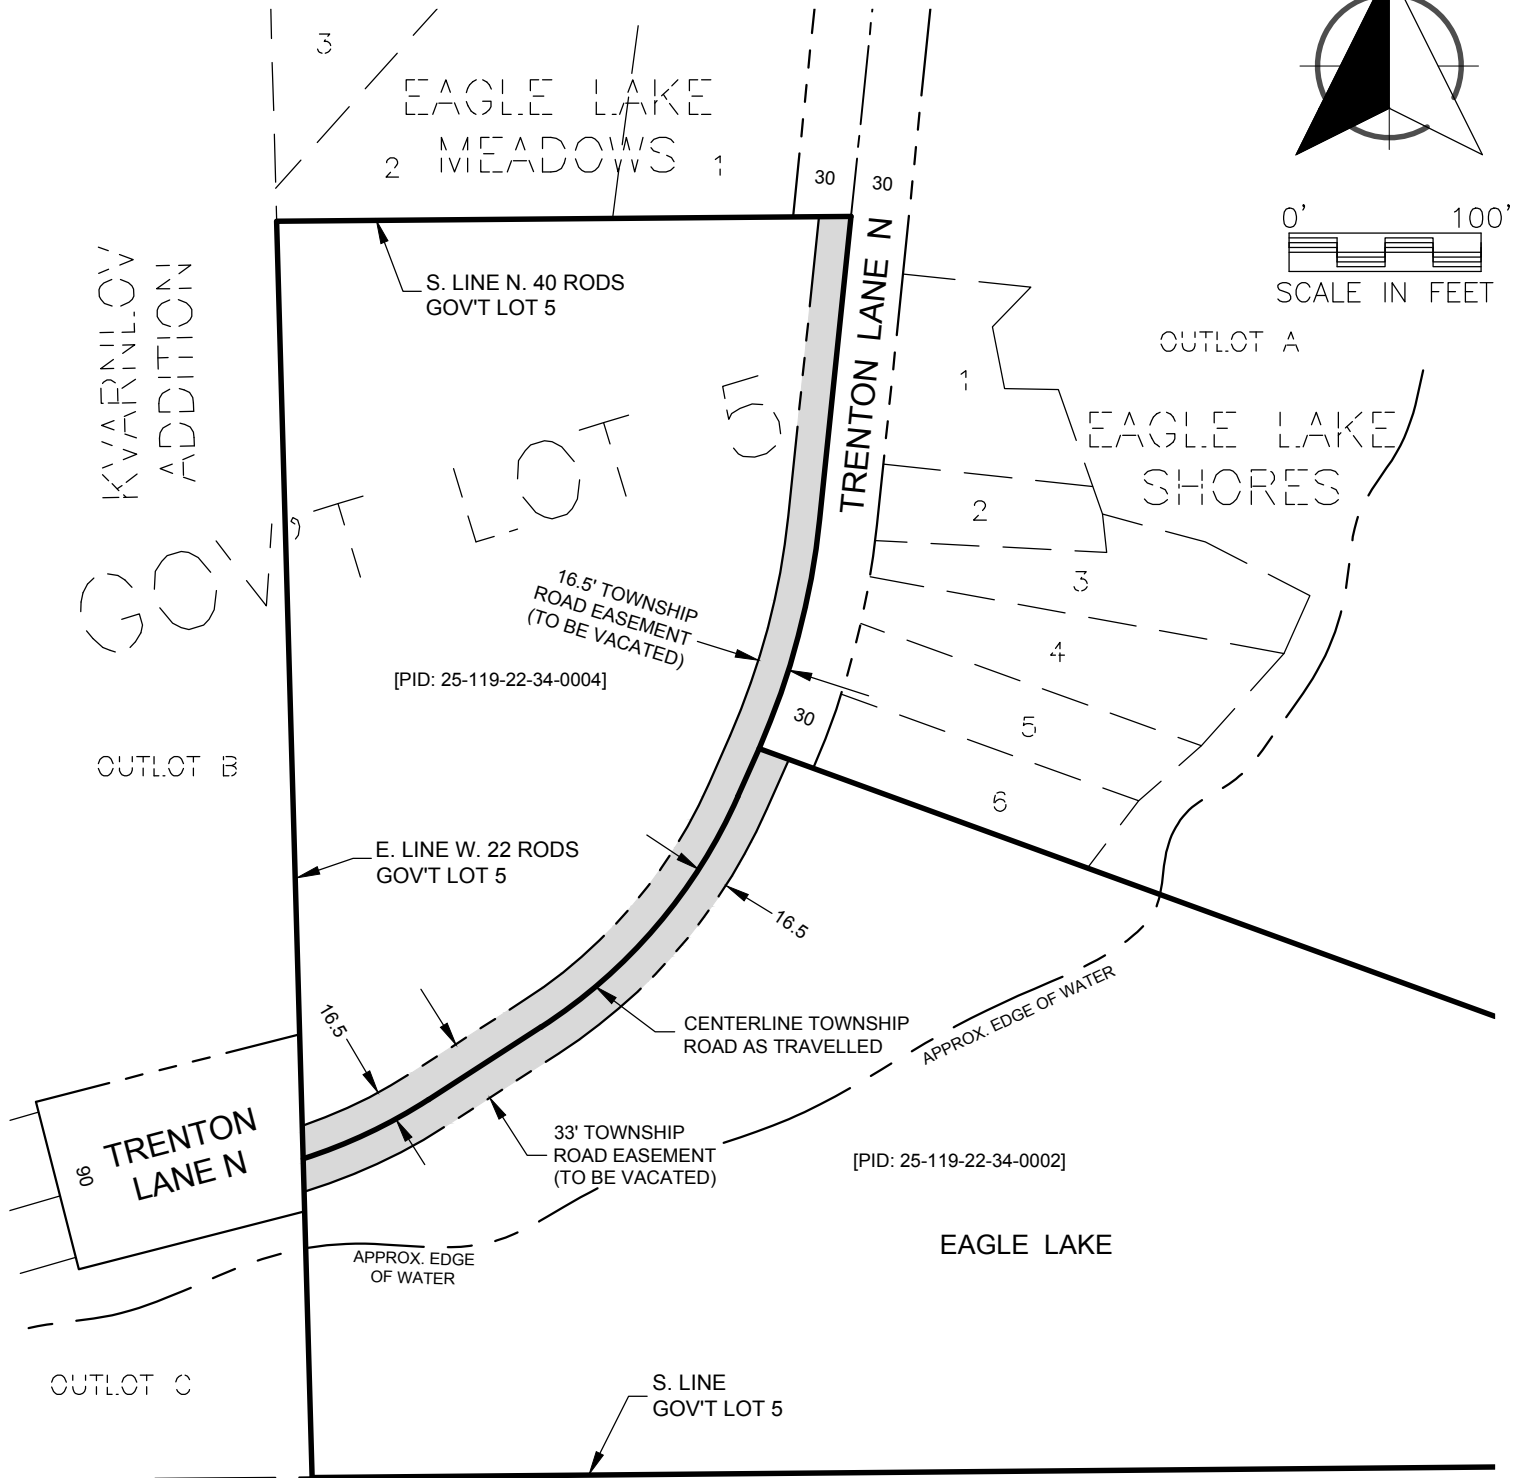 3
EAGLE LAKE
MEADOWS
2
1
30
30
0'
100'
SCALE IN FEET
S. LINE N. 40 RODS
GOV'T LOT 5
KVARNLOV
ADDITION
TRENTON LANE N
OUTLOT A
1
EAGLE LAKE
SHORES
GOV'T LOT 5
2
3
16.5' TOWNSHIP
ROAD EASEMENT
(TO BE VACATED)
4
[PID: 25-119-22-34-0004]
30
5
OUTLOT B
6
E. LINE W. 22 RODS
GOV'T LOT 5
16.5
16.5
CENTERLINE TOWNSHIP
ROAD AS TRAVELLED
APPROX. EDGE OF WATER
TRENTON
LANE N
90
33' TOWNSHIP
ROAD EASEMENT
(TO BE VACATED)
[PID: 25-119-22-34-0002]
EAGLE LAKE
APPROX. EDGE
OF WATER
OUTLOT C
S. LINE
GOV'T LOT 5